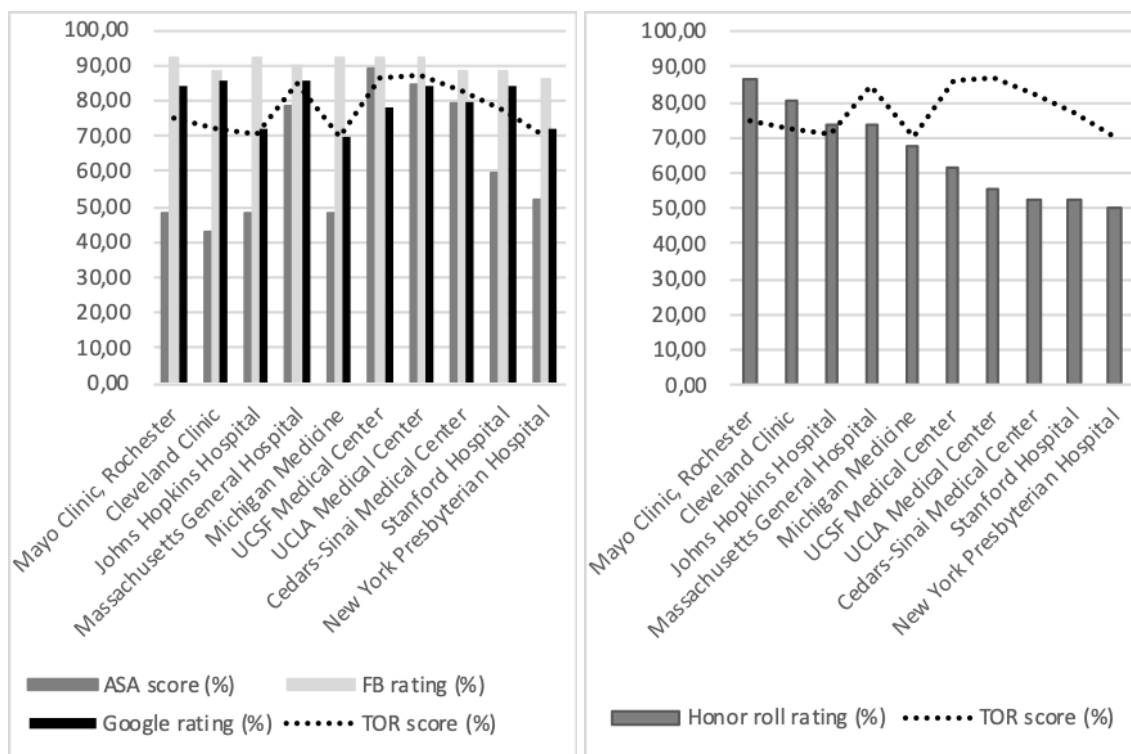 100,00
90,00
80,00
70,00
60,00
50,00
40,00
30,00
20,00
10,00
0,00
Mayo Clinic, Rochester
Cleveland Clinic
Johns Hopkins Hospital
Massachusetts General Hospital
Michigan Medicine
UCSF Medical Center
UCLA Medical Center
Cedars-Sinai Medical Center
Stanford Hospital
New York Presbyterian Hospital
ASA score (%)
FB rating (%)
Google rating (%)
TOR score (%)
100,00
90,00
80,00
70,00
60,00
50,00
40,00
30,00
20,00
10,00
0,00
Mayo Clinic, Rochester
Cleveland Clinic
Johns Hopkins Hospital
Massachusetts General Hospital
Michigan Medicine
UCSF Medical Center
UCLA Medical Center
Cedars-Sinai Medical Center
Stanford Hospital
New York Presbyterian Hospital
Honor roll rating (%)
TOR score (%)